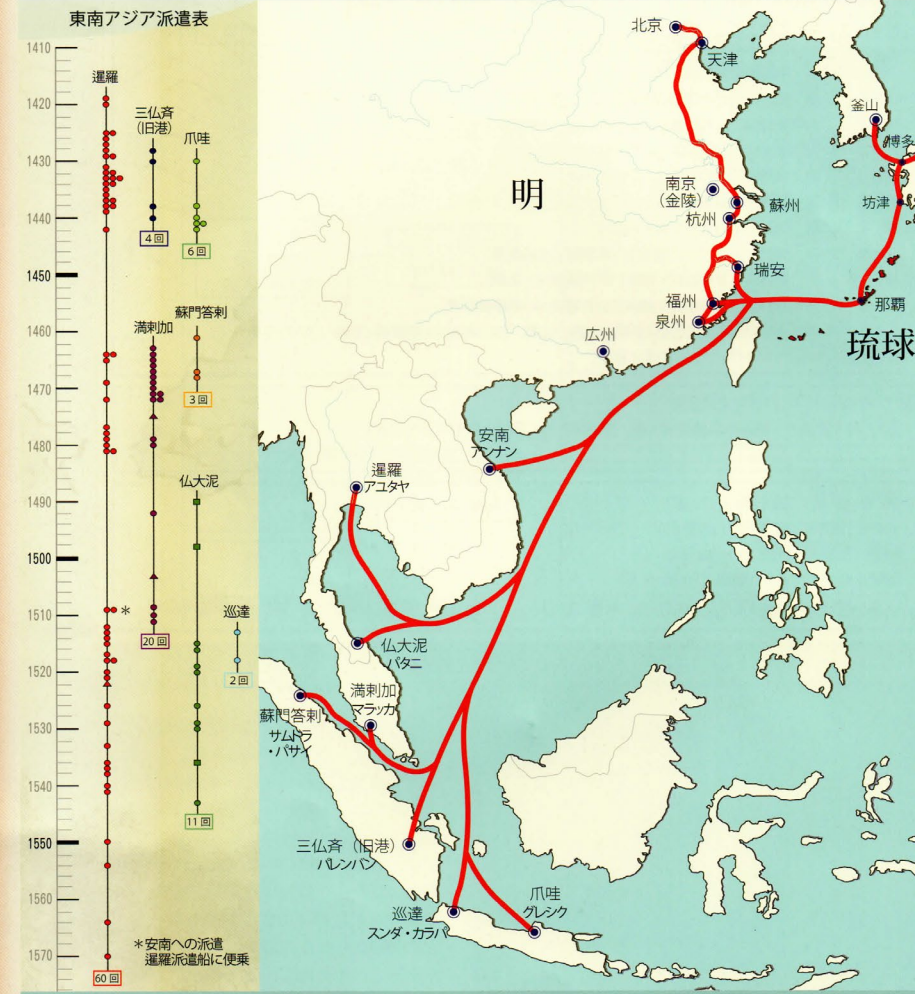 東南アジア派遣表
1410
1420
1430
1440
1450
1460
1470
1480
1490
1500
1510
1520
1530
1540
1550
1560
1570
暹羅
60回
三仏斉
(旧港)
4回
爪哇
6回
満剌加
20回
蘇門答剌
3回
仏大泥
11回
巡達
2回
*
*安南への派遣
暹羅派遣船に便乗
北京
天津
明
南京
(金陵)
蘇州
杭州
瑞安
福州
泉州
広州
釜山
博多
坊津
那覇
琉球
安南
アンナン
暹羅
アユタヤ
仏大泥
パタニ
満剌加
マラッカ
蘇門答剌
サムトラ
・パサイ
三仏斉(旧港)
パレンバン
巡達
スンダ・カラパ
爪哇
グレシク